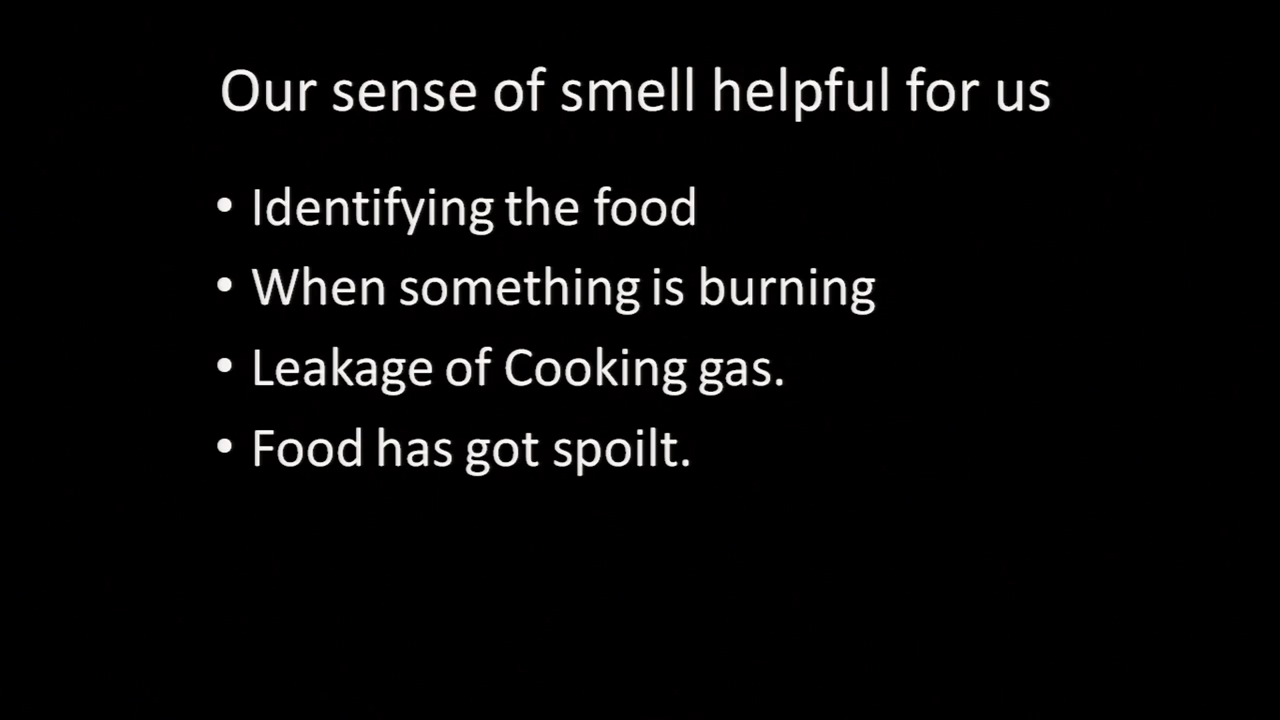 Our sense of smell helpful for us
• Identifying the food
• When something is burning
• Leakage of Cooking gas.
• Food has got spoilt.